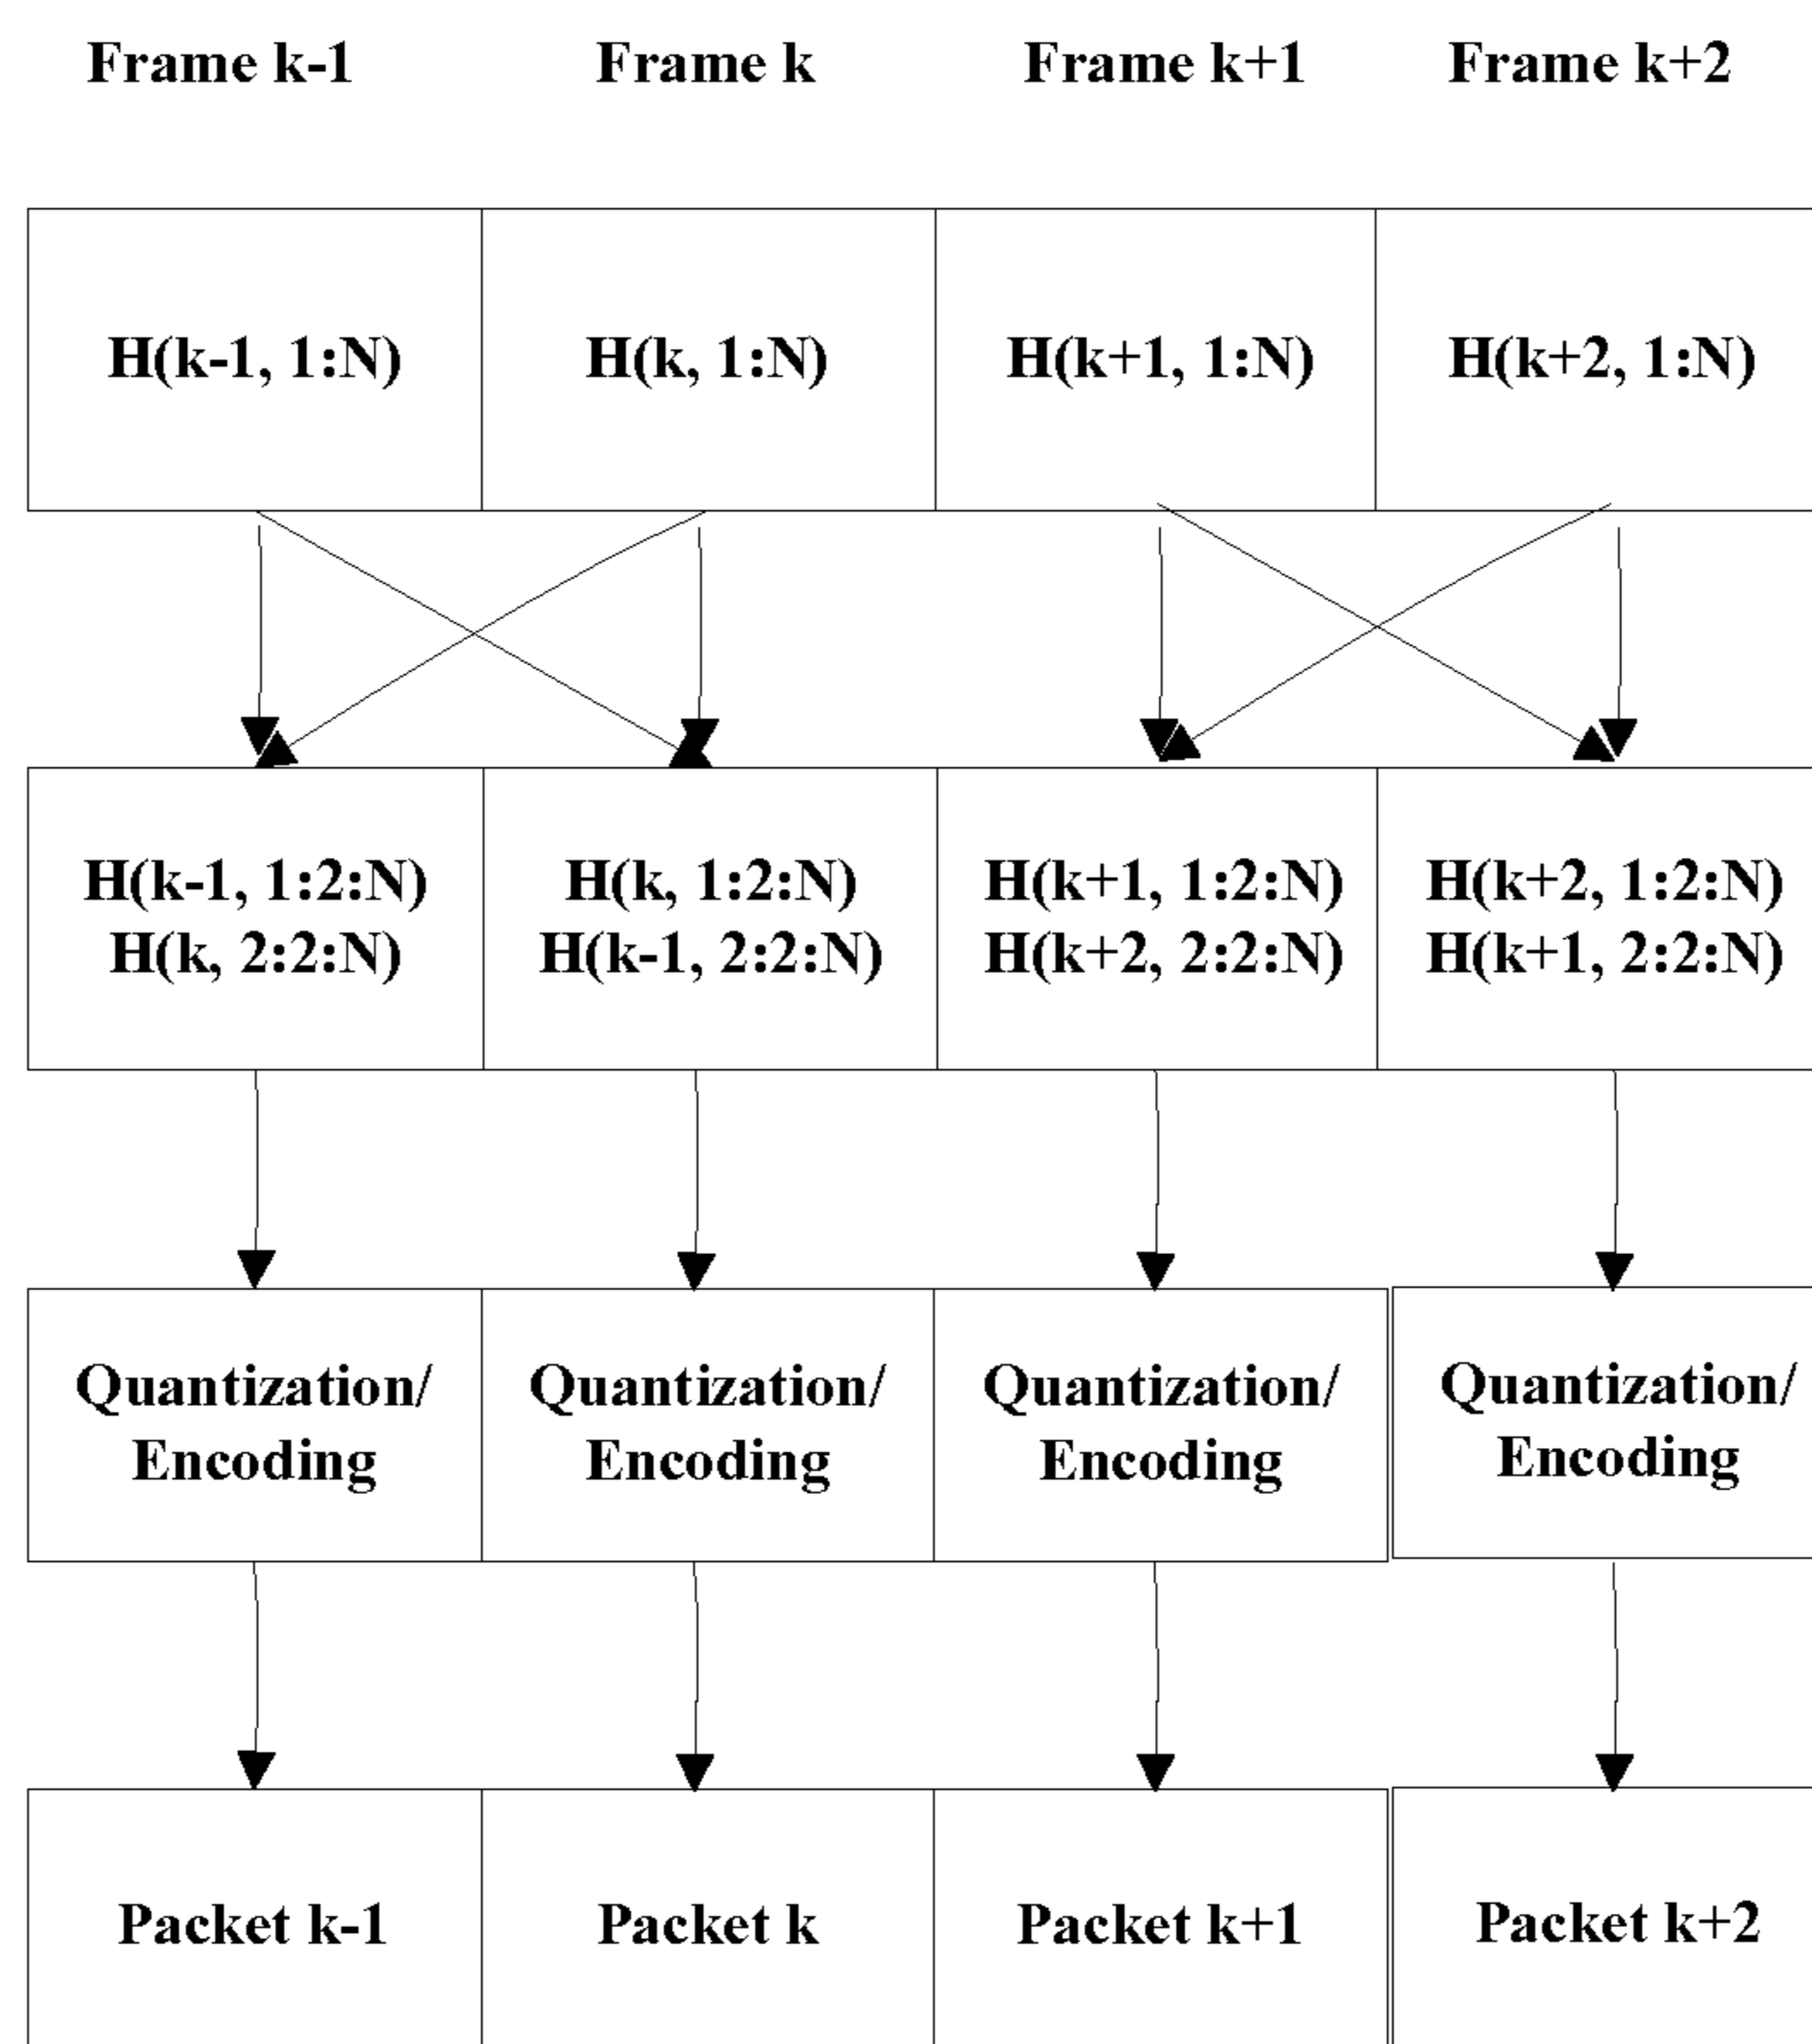 Frame k-1
Frame k
Frame k+1
Frame k+2
H(k-1, 1:N)
H(k, 1:N)
H(k+1, 1:N)
H(k+2, 1:N)
H(k-1, 1:2:N)
H(k, 2:2:N)
H(k, 1:2:N)
H(k-1, 2:2:N)
H(k+1, 1:2:N)
H(k+2, 2:2:N)
H(k+2, 1:2:N)
H(k+1, 2:2:N)
Quantization/
Encoding
Quantization/
Encoding
Quantization/
Encoding
Quantization/
Encoding
Packet k-1
Packet k
Packet k+1
Packet k+2